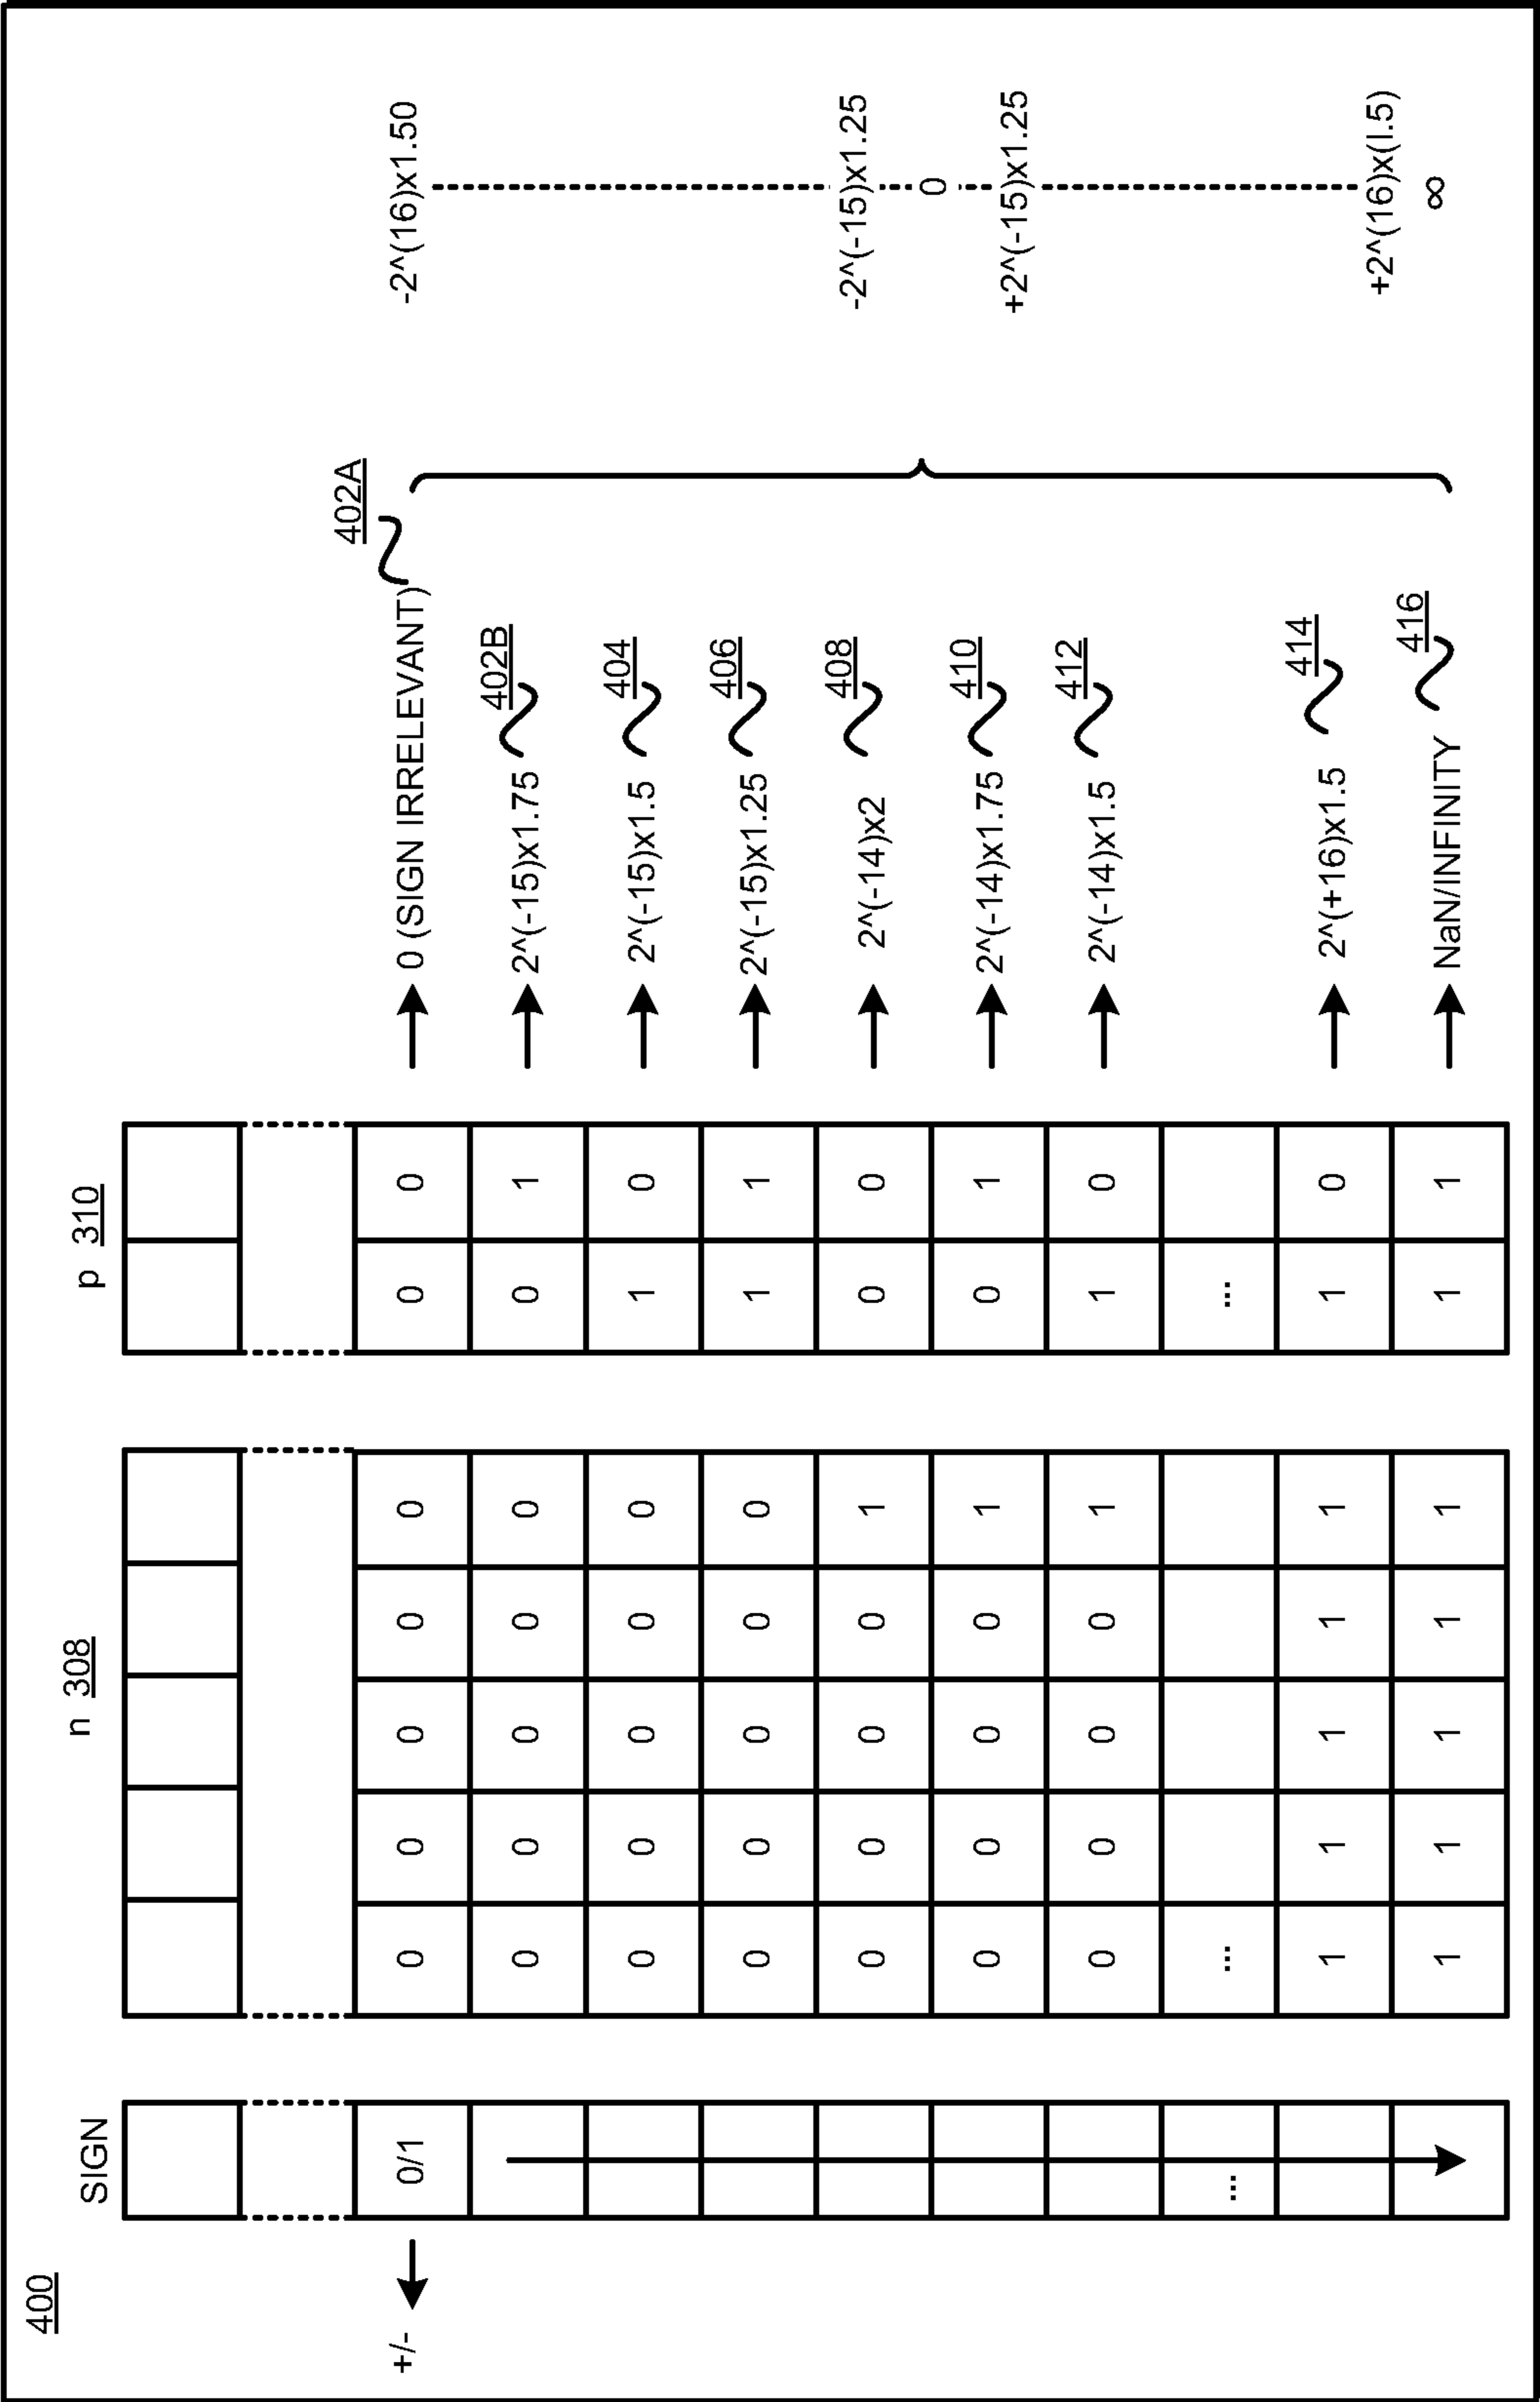 400
SIGN
n 308
p 310
+/-
0/1 0 0 0 0 0 0 0 0 (SIGN IRRELEVANT) 402A
0 0 0 0 0 0 1 2^(-15)x1.75 402B
0 0 0 0 0 1 0 2^(-15)x1.5 404
0 0 0 0 0 1 1 2^(-15)x1.25 406
0 0 0 0 1 0 0 2^(-14)x2 408
0 0 0 0 1 0 1 2^(-14)x1.75 410
0 0 0 0 1 1 0 2^(-14)x1.5 412
... ... ...
1 1 1 1 1 1 0 2^(+16)x1.5 414
1 1 1 1 1 1 1 NaN/INFINITY 416
-2^(16)x1.50
-2^(-15)x1.25
0
+2^(-15)x1.25
+2^(16)x(l.5)
∞